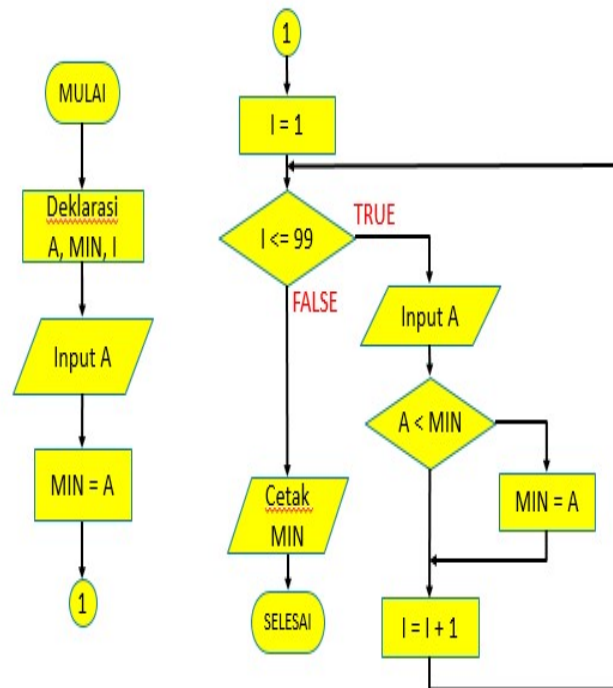 MULAI
Deklarasi
A, MIN, I
Input A
MIN = A
1
1
I = 1
I <= 99
TRUE
FALSE
Input A
A < MIN
MIN = A
I = I + 1
Cetak
MIN
SELESAI